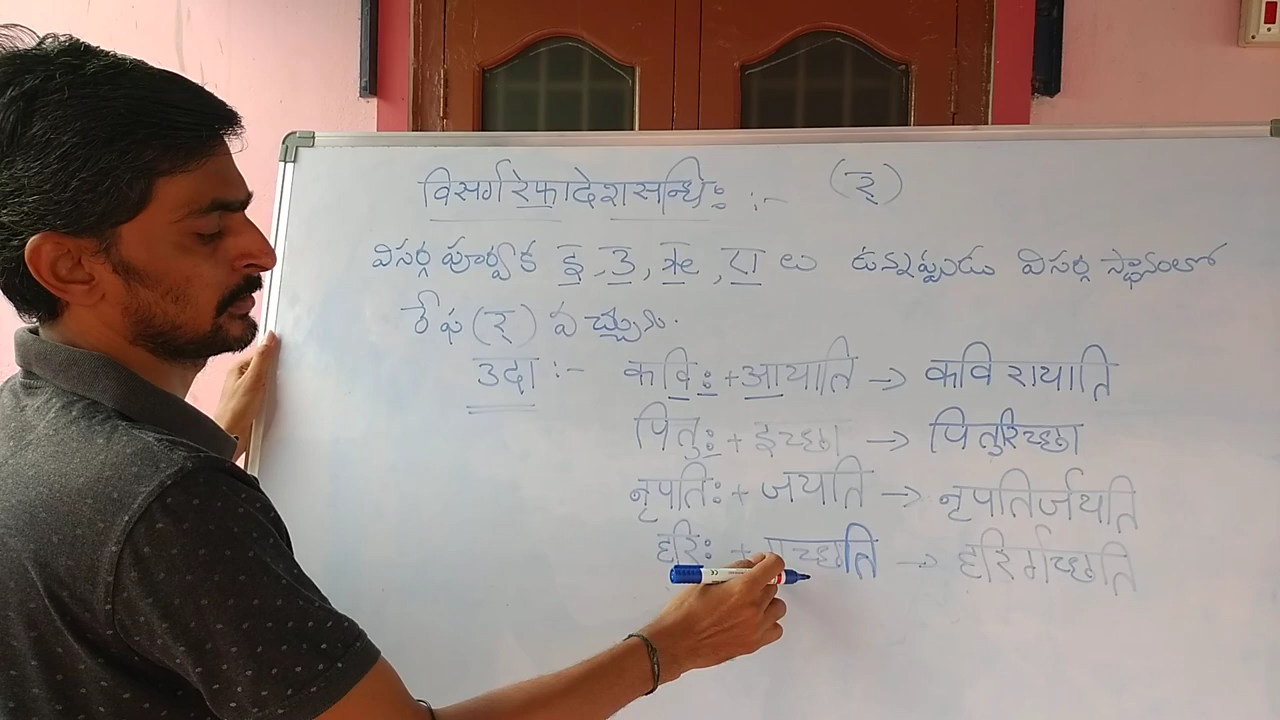 विसर्गरेफादेशसन्धिः :- (र्)
విసర్గ పూర్వక इ, उ, ऋ, रा లు ఉన్నప్పుడు విసర్గ స్థానంలో
రేఫ (र्) వచ్చును.
उदा :- कविः + आयाति → कवि रायाति
पितुः + इच्छा → पितुरिच्छा
नृपतिः + जयति → नृपतिर्जयति
हरिः + गच्छति → हरिर्गच्छति